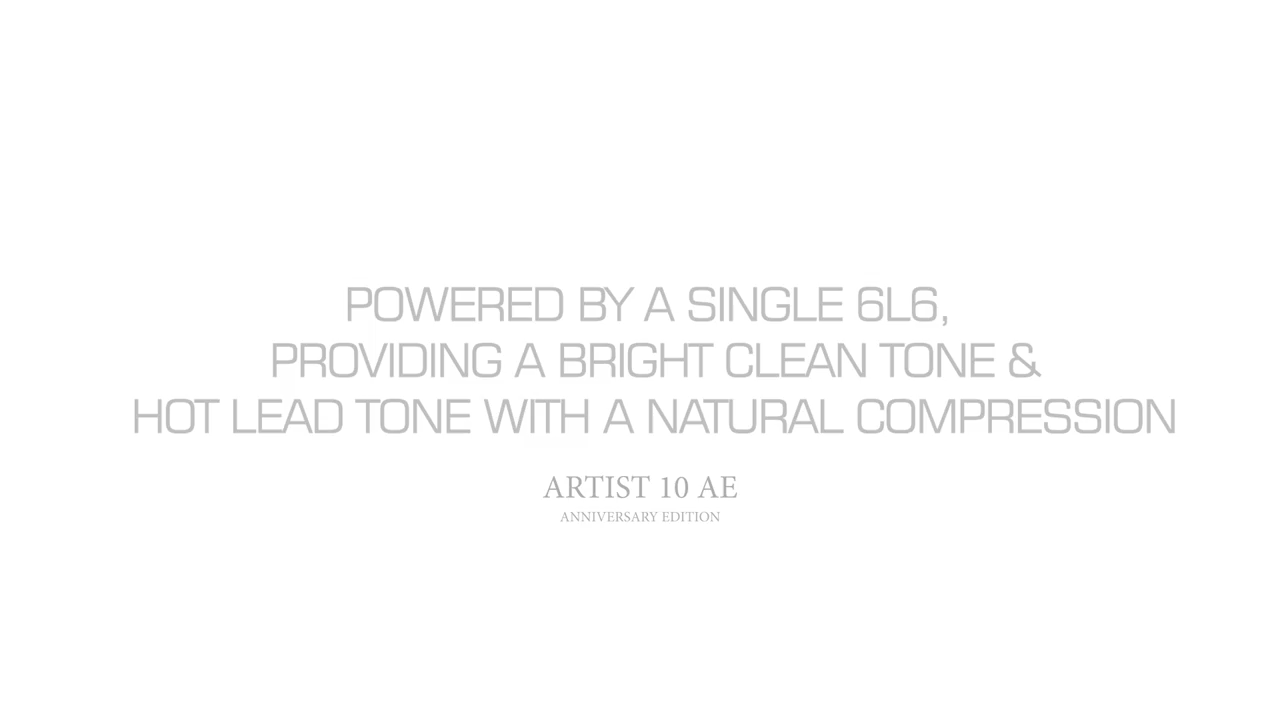 POWERED BY A SINGLE 6L6,
PROVIDING A BRIGHT CLEAN TONE &
HOT LEAD TONE WITH A NATURAL COMPRESSION
ARTIST 10 AE
ANNIVERSARY EDITION